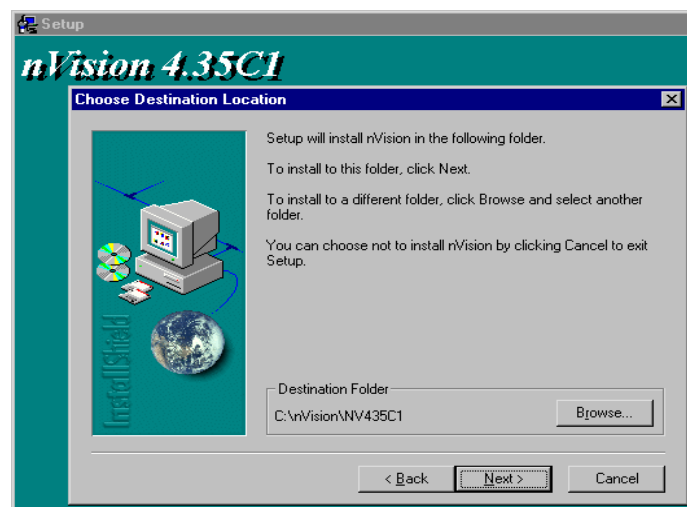 Setup
nVision 4.35C1
Choose Destination Location
Setup will install nVision in the following folder.
To install to this folder, click Next.
To install to a different folder, click Browse and select another
folder.
You can choose not to install nVision by clicking Cancel to exit
Setup.
InstallShield
Destination Folder
C:\nVision\NV435C1
Browse...
< Back
Next >
Cancel